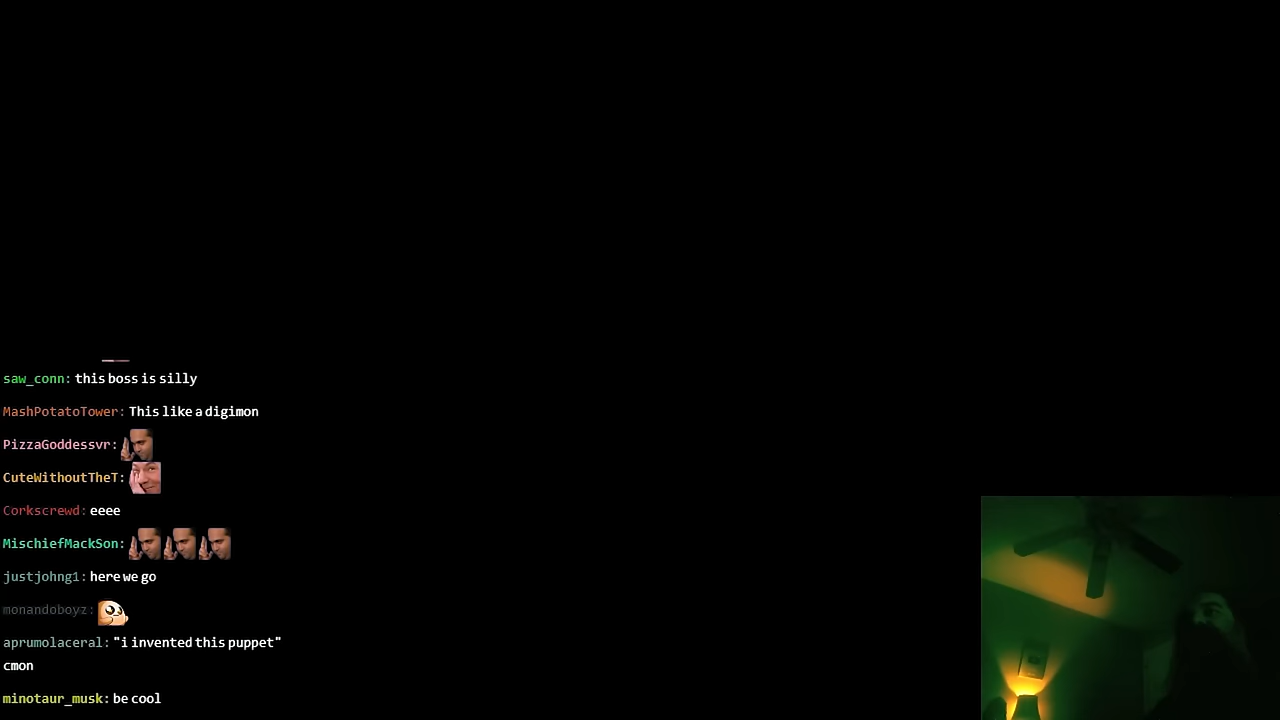 saw_conn: this boss is silly
MashPotatoTower: This like a digimon
PizzaGoddessvr:
CuteWithoutTheT:
Corkscrewd: eeee
MischiefMackSon:
justjohng1: here we go
monandoboyz:
aprumolaceral: "i invented this puppet"
cmon
minotaur_musk: be cool